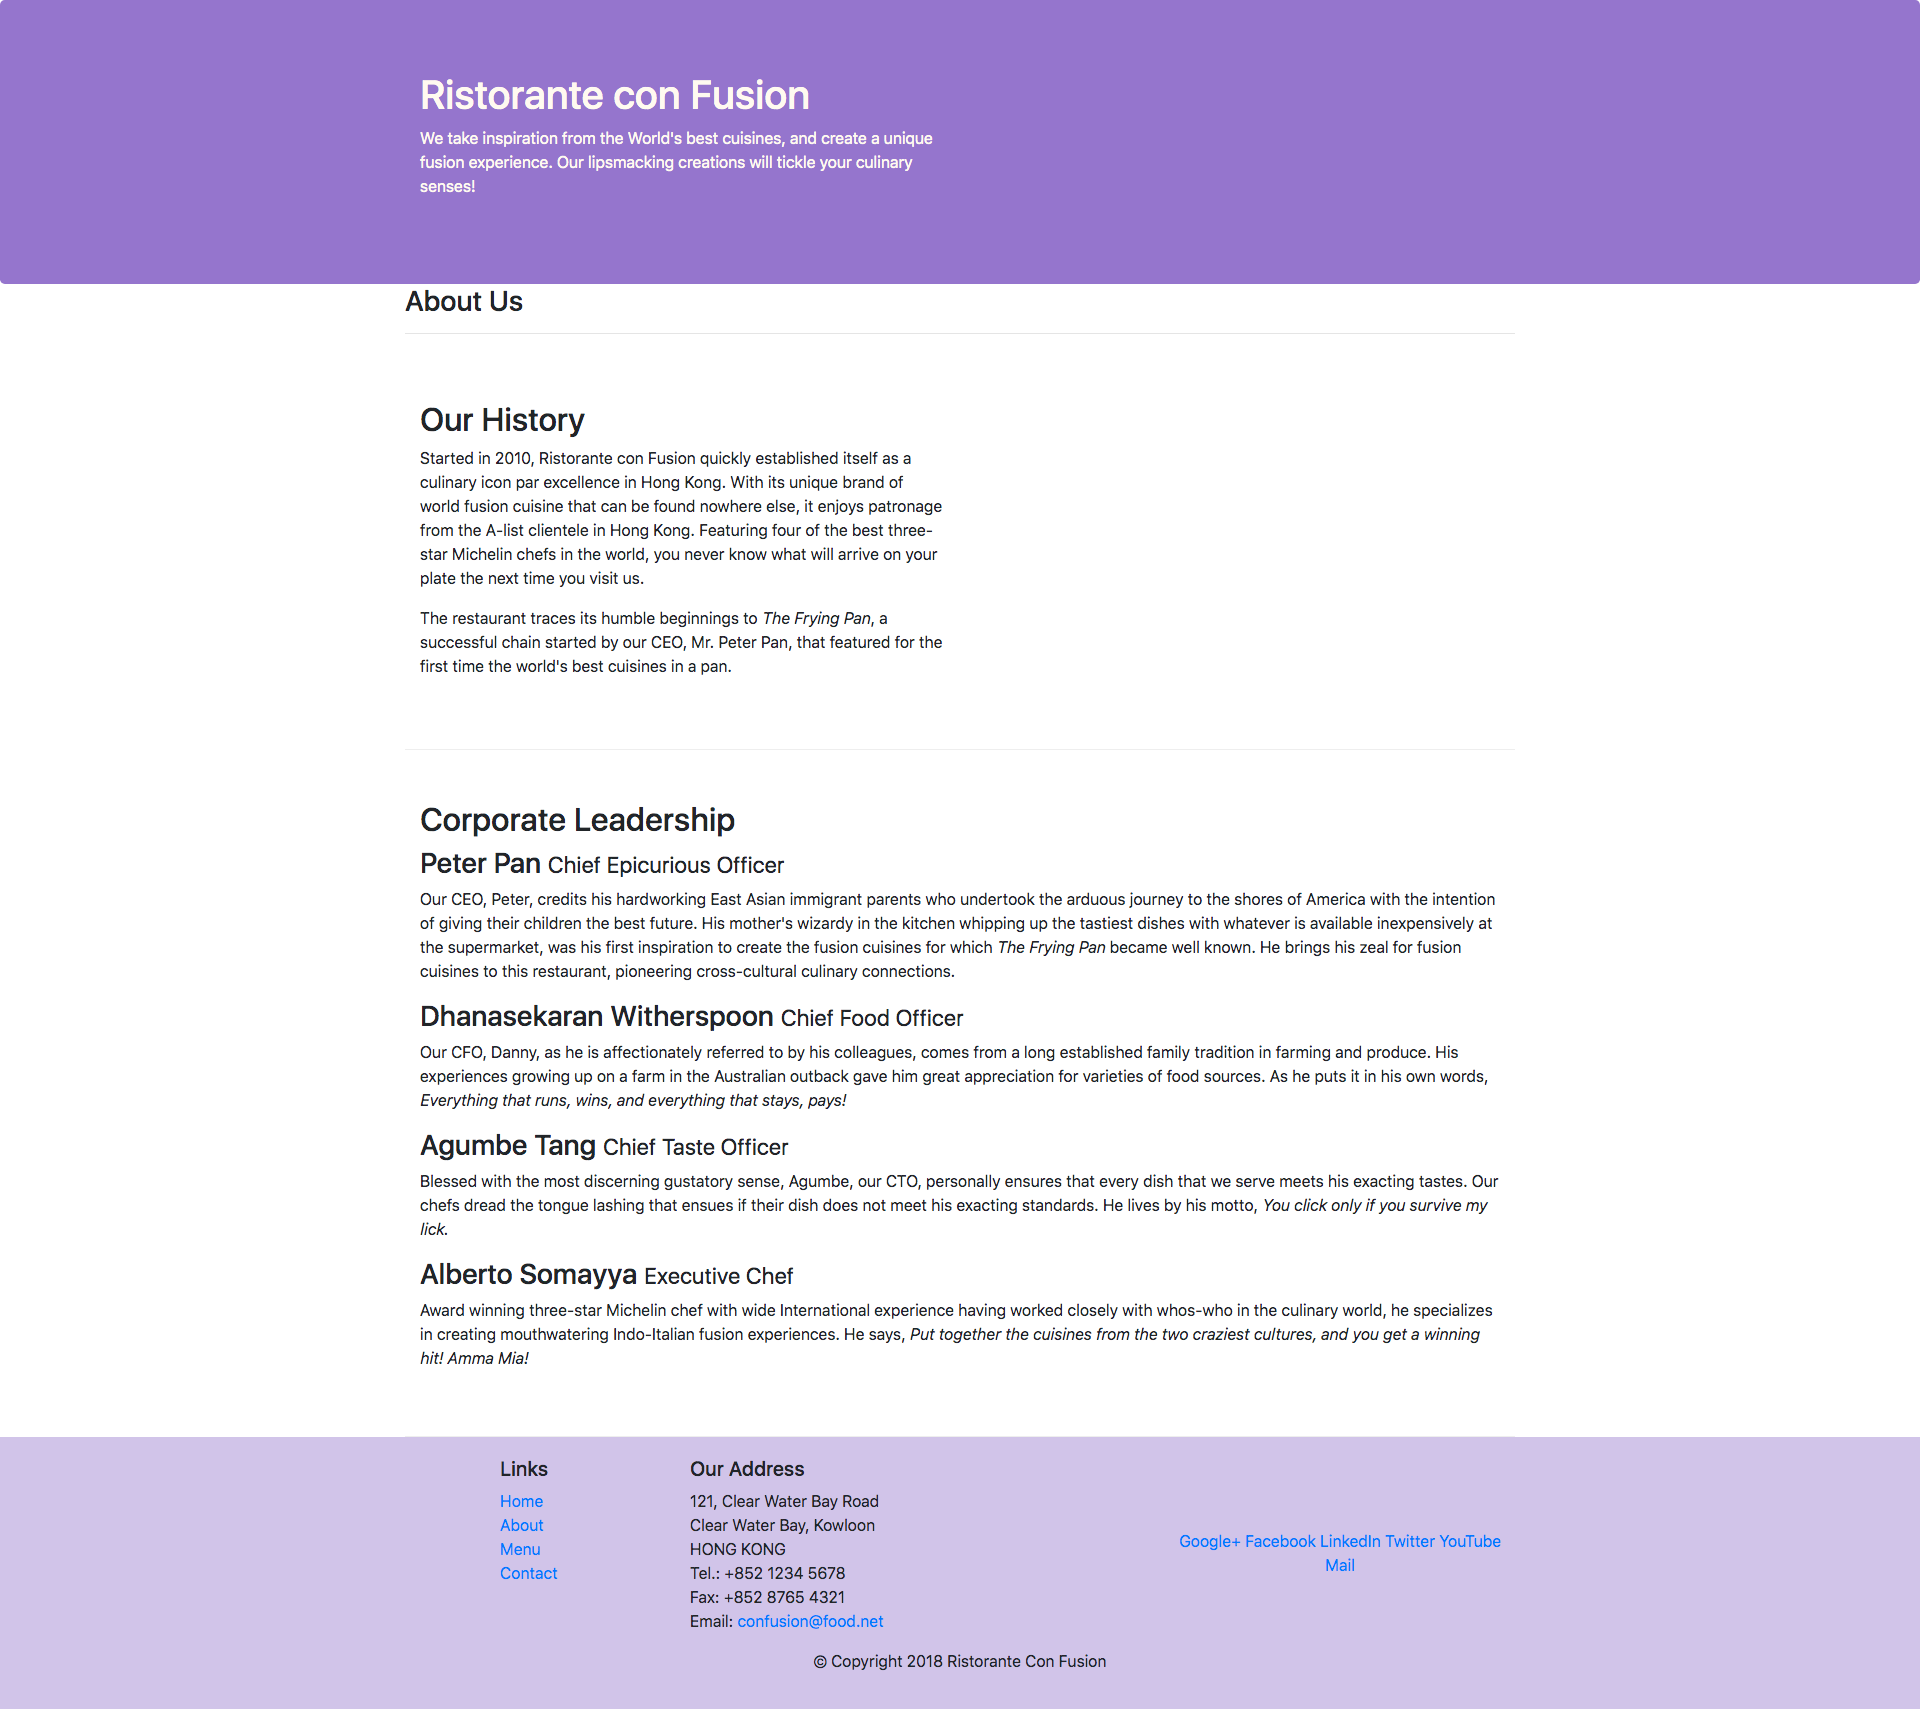 Ristorante con Fusion
We take inspiration from the World's best cuisines, and create a unique
fusion experience. Our lipsmacking creations will tickle your culinary
senses!
About Us
Our History
Started in 2010, Ristorante con Fusion quickly established itself as a
culinary icon par excellence in Hong Kong. With its unique brand of
world fusion cuisine that can be found nowhere else, it enjoys patronage
from the A-list clientele in Hong Kong. Featuring four of the best three-
star Michelin chefs in the world, you never know what will arrive on your
plate the next time you visit us.
The restaurant traces its humble beginnings to The Frying Pan, a
successful chain started by our CEO, Mr. Peter Pan, that featured for the
first time the world's best cuisines in a pan.
Corporate Leadership
Peter Pan Chief Epicurious Officer
Our CEO, Peter, credits his hardworking East Asian immigrant parents who undertook the arduous journey to the shores of America with the intention
of giving their children the best future. His mother's wizardy in the kitchen whipping up the tastiest dishes with whatever is available inexpensively at
the supermarket, was his first inspiration to create the fusion cuisines for which The Frying Pan became well known. He brings his zeal for fusion
cuisines to this restaurant, pioneering cross-cultural culinary connections.
Dhanasekaran Witherspoon Chief Food Officer
Our CFO, Danny, as he is affectionately referred to by his colleagues, comes from a long established family tradition in farming and produce. His
experiences growing up on a farm in the Australian outback gave him great appreciation for varieties of food sources. As he puts it in his own words,
Everything that runs, wins, and everything that stays, pays!
Agumbe Tang Chief Taste Officer
Blessed with the most discerning gustatory sense, Agumbe, our CTO, personally ensures that every dish that we serve meets his exacting tastes. Our
chefs dread the tongue lashing that ensues if their dish does not meet his exacting standards. He lives by his motto, You click only if you survive my
lick.
Alberto Somayya Executive Chef
Award winning three-star Michelin chef with wide International experience having worked closely with whos-who in the culinary world, he specializes
in creating mouthwatering Indo-Italian fusion experiences. He says, Put together the cuisines from the two craziest cultures, and you get a winning
hit! Amma Mia!
Links
Home
About
Menu
Contact
Our Address
121, Clear Water Bay Road
Clear Water Bay, Kowloon
HONG KONG
Tel.: +852 1234 5678
Fax: +852 8765 4321
Email: confusion@food.net
Google+ Facebook LinkedIn Twitter YouTube
Mail
© Copyright 2018 Ristorante Con Fusion